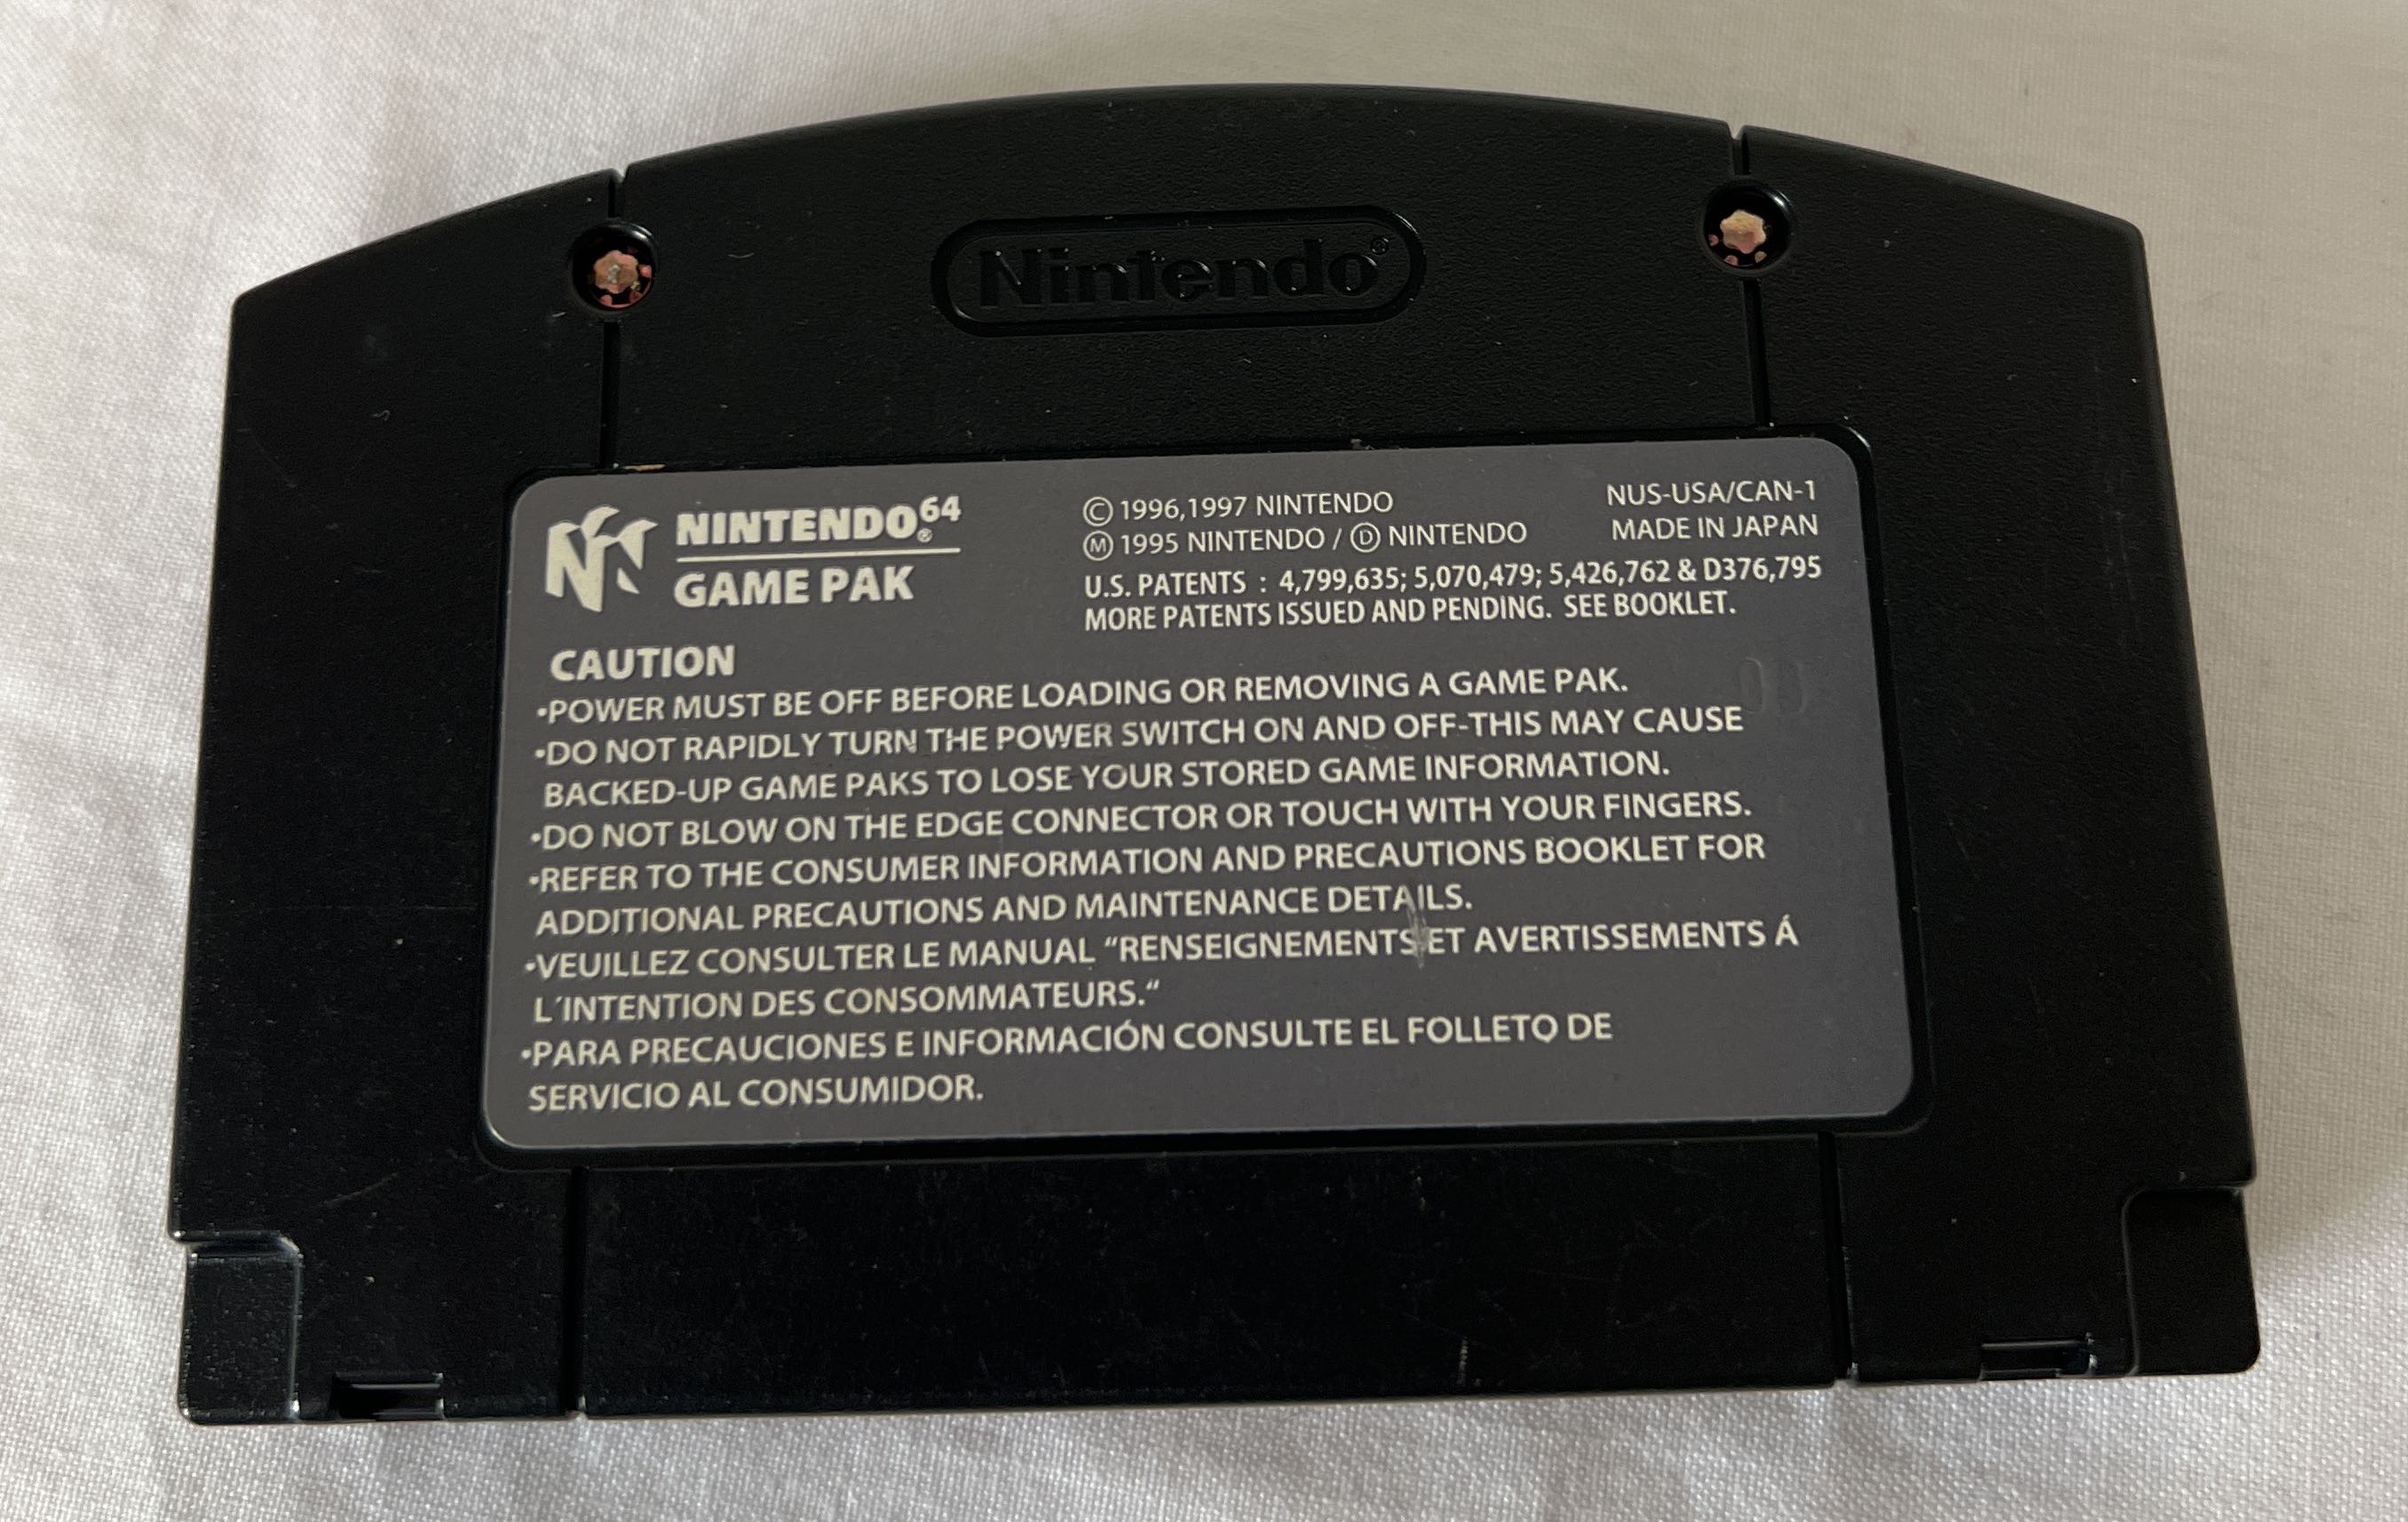 Nintendo®
NINTENDO⁶⁴®
GAME PAK
© 1996,1997 NINTENDO
Ⓜ 1995 NINTENDO / Ⓓ NINTENDO
NUS-USA/CAN-1
MADE IN JAPAN
U.S. PATENTS : 4,799,635; 5,070,479; 5,426,762 & D376,795
MORE PATENTS ISSUED AND PENDING. SEE BOOKLET.
CAUTION
•POWER MUST BE OFF BEFORE LOADING OR REMOVING A GAME PAK.
•DO NOT RAPIDLY TURN THE POWER SWITCH ON AND OFF-THIS MAY CAUSE
BACKED-UP GAME PAKS TO LOSE YOUR STORED GAME INFORMATION.
•DO NOT BLOW ON THE EDGE CONNECTOR OR TOUCH WITH YOUR FINGERS.
•REFER TO THE CONSUMER INFORMATION AND PRECAUTIONS BOOKLET FOR
ADDITIONAL PRECAUTIONS AND MAINTENANCE DETAILS.
•VEUILLEZ CONSULTER LE MANUAL “RENSEIGNEMENTS ET AVERTISSEMENTS Á
L´INTENTION DES CONSOMMATEURS.“
•PARA PRECAUCIONES E INFORMACIÓN CONSULTE EL FOLLETO DE
SERVICIO AL CONSUMIDOR.